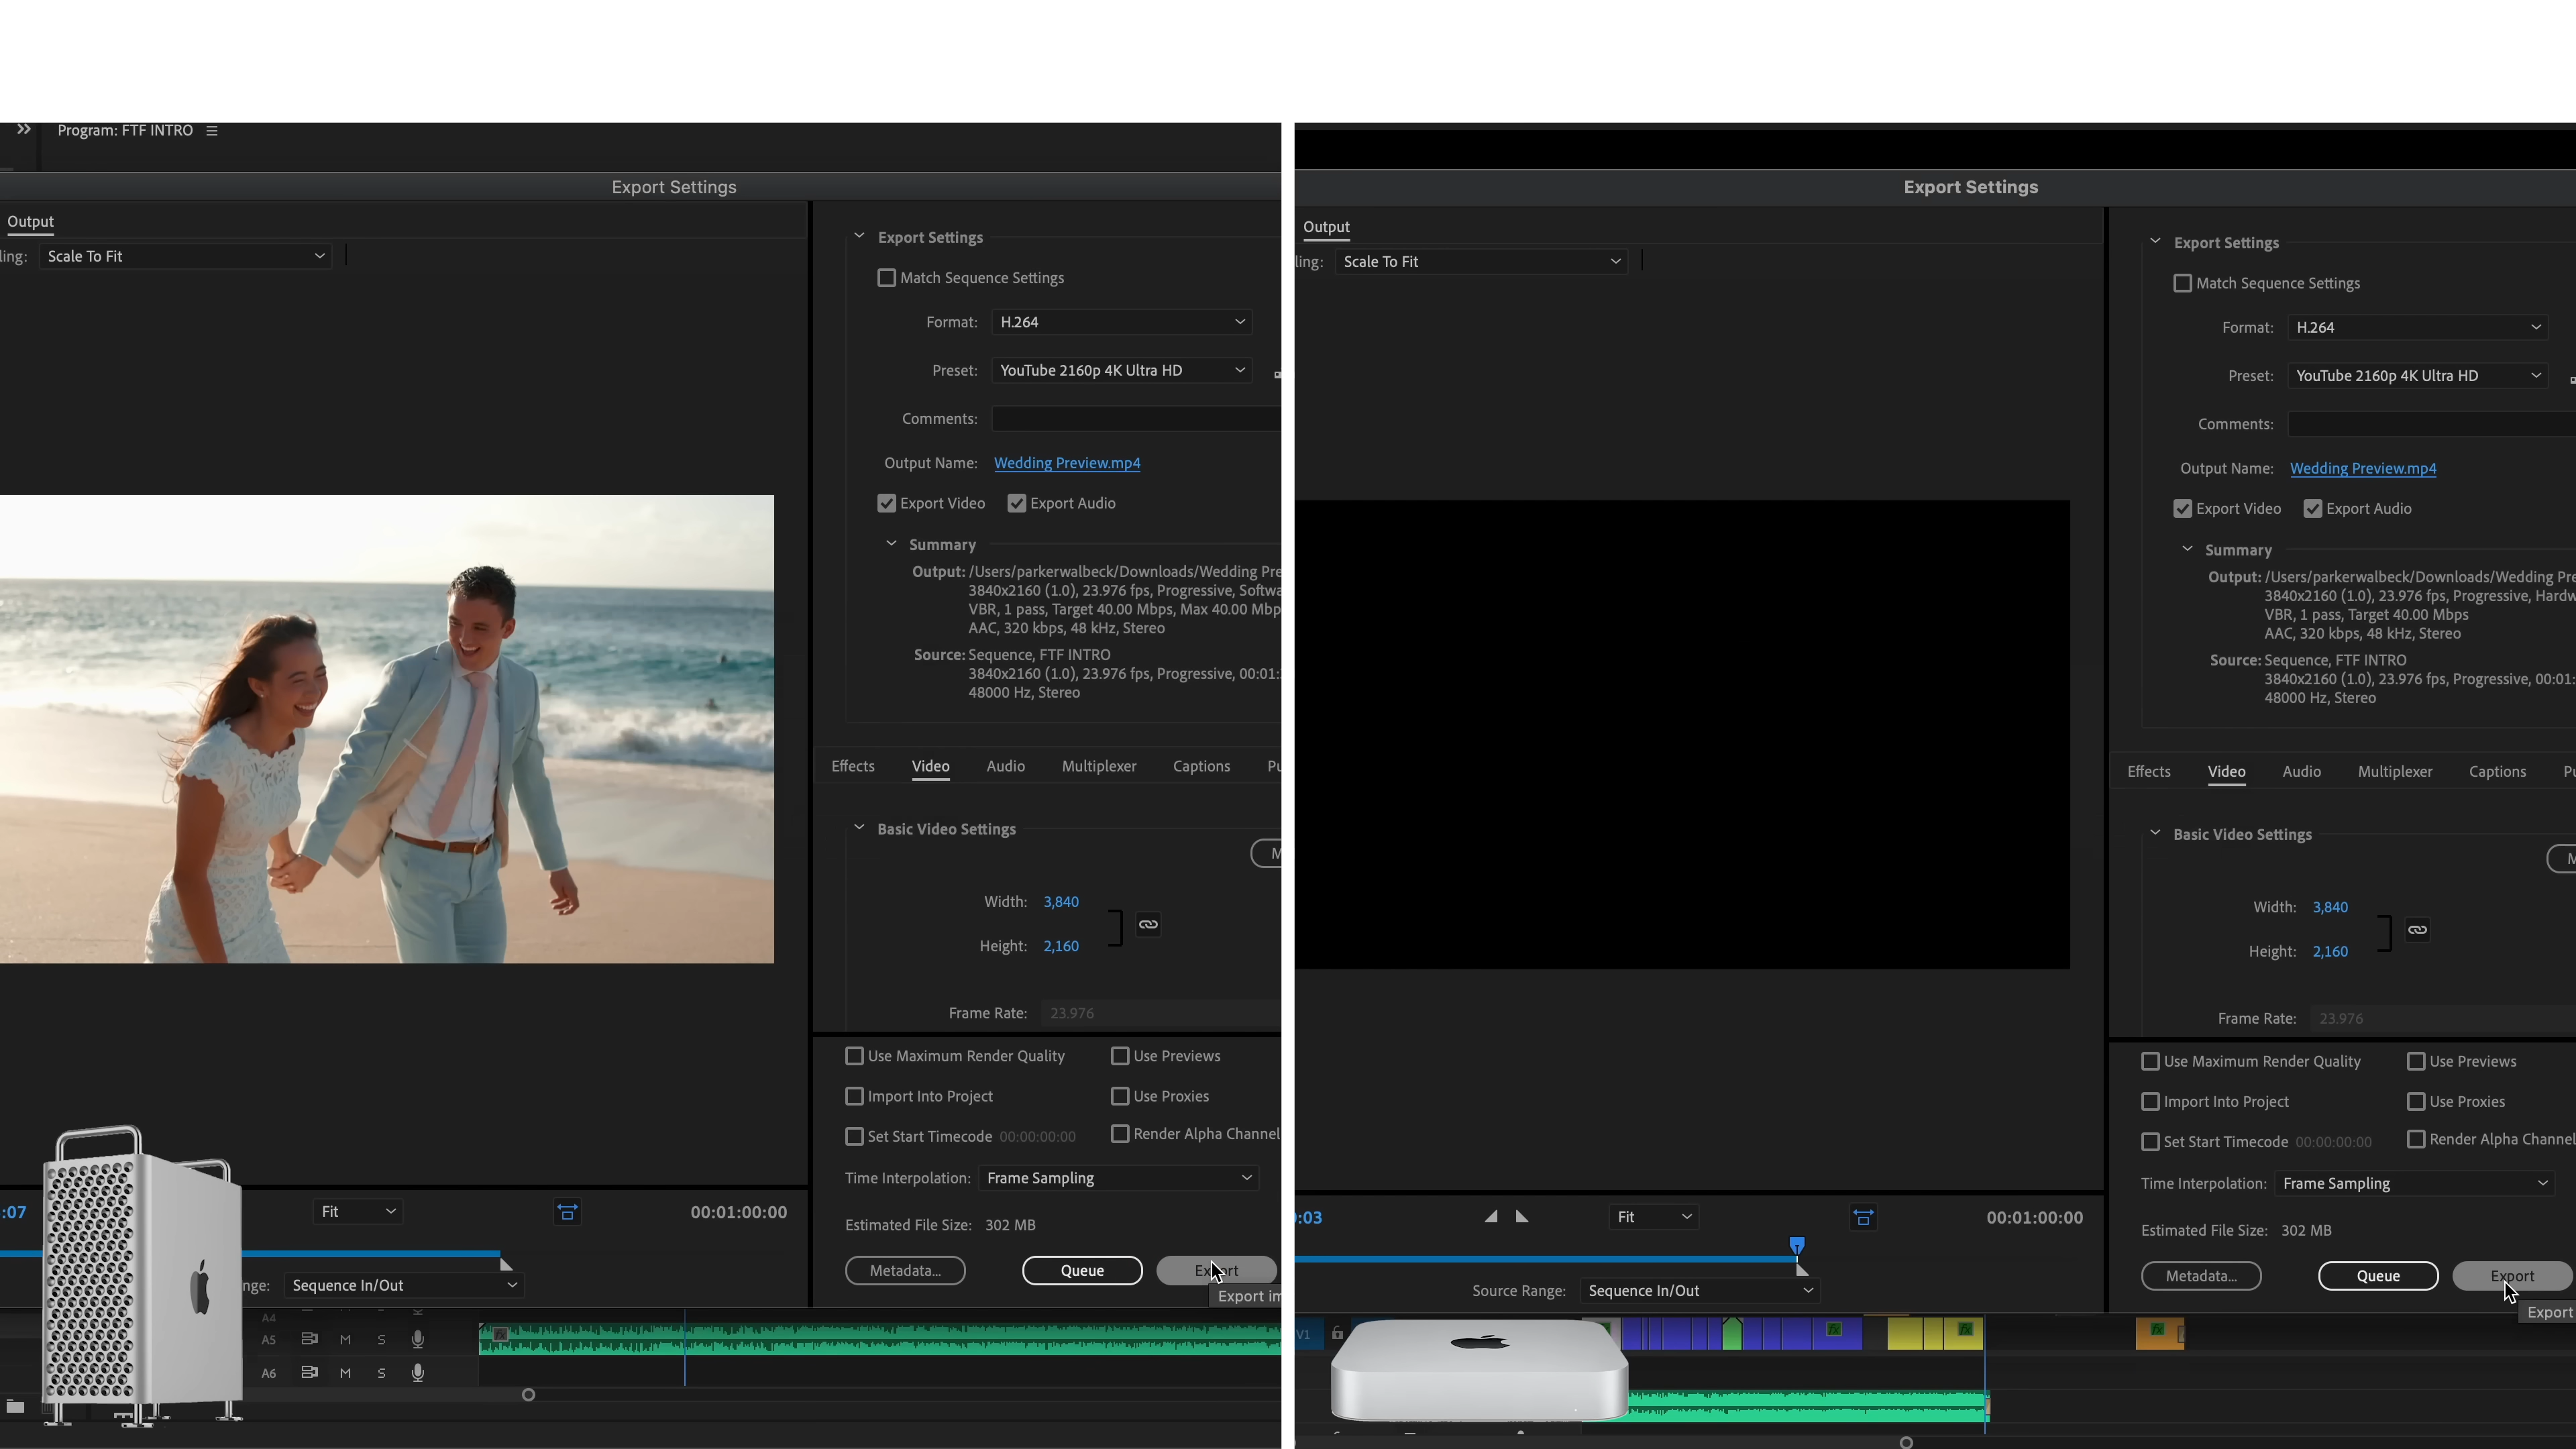 Program: FTF INTRO
Export Settings
Output
ling:
Scale To Fit
Export Settings
Match Sequence Settings
Format:
H.264
Preset:
YouTube 2160p 4K Ultra HD
Comments:
Output Name:
Wedding Preview.mp4
Export Video
Export Audio
Summary
Output: /Users/parkerwalbeck/Downloads/Wedding Pre
3840x2160 (1.0), 23.976 fps, Progressive, Softwa
VBR, 1 pass, Target 40.00 Mbps, Max 40.00 Mbp
AAC, 320 kbps, 48 kHz, Stereo
Source: Sequence, FTF INTRO
3840x2160 (1.0), 23.976 fps, Progressive, 00:01:
48000 Hz, Stereo
Effects
Video
Audio
Multiplexer
Captions
Pu
Basic Video Settings
M
Width:
3,840
Height:
2,160
Frame Rate:
23.976
Use Maximum Render Quality
Use Previews
Import Into Project
Use Proxies
Set Start Timecode 00:00:00:00
Render Alpha Channel
Time Interpolation:
Frame Sampling
Estimated File Size: 302 MB
Metadata...
Queue
Export
Export im
:07
Fit
00:01:00:00
nge:
Sequence In/Out
A4
A5
M
S
A6
M
S
Export Settings
Output
ling:
Scale To Fit
Export Settings
Match Sequence Settings
Format:
H.264
Preset:
YouTube 2160p 4K Ultra HD
Comments:
Output Name:
Wedding Preview.mp4
Export Video
Export Audio
Summary
Output: /Users/parkerwalbeck/Downloads/Wedding Pre
3840x2160 (1.0), 23.976 fps, Progressive, Hardw
VBR, 1 pass, Target 40.00 Mbps
AAC, 320 kbps, 48 kHz, Stereo
Source: Sequence, FTF INTRO
3840x2160 (1.0), 23.976 fps, Progressive, 00:01:
48000 Hz, Stereo
Effects
Video
Audio
Multiplexer
Captions
Pu
Basic Video Settings
M
Width:
3,840
Height:
2,160
Frame Rate:
23.976
Use Maximum Render Quality
Use Previews
Import Into Project
Use Proxies
Set Start Timecode 00:00:00:00
Render Alpha Channel
Time Interpolation:
Frame Sampling
Estimated File Size: 302 MB
Metadata...
Queue
Export
Export
:03
Fit
00:01:00:00
Source Range:
Sequence In/Out
V1
fx
fx
fx